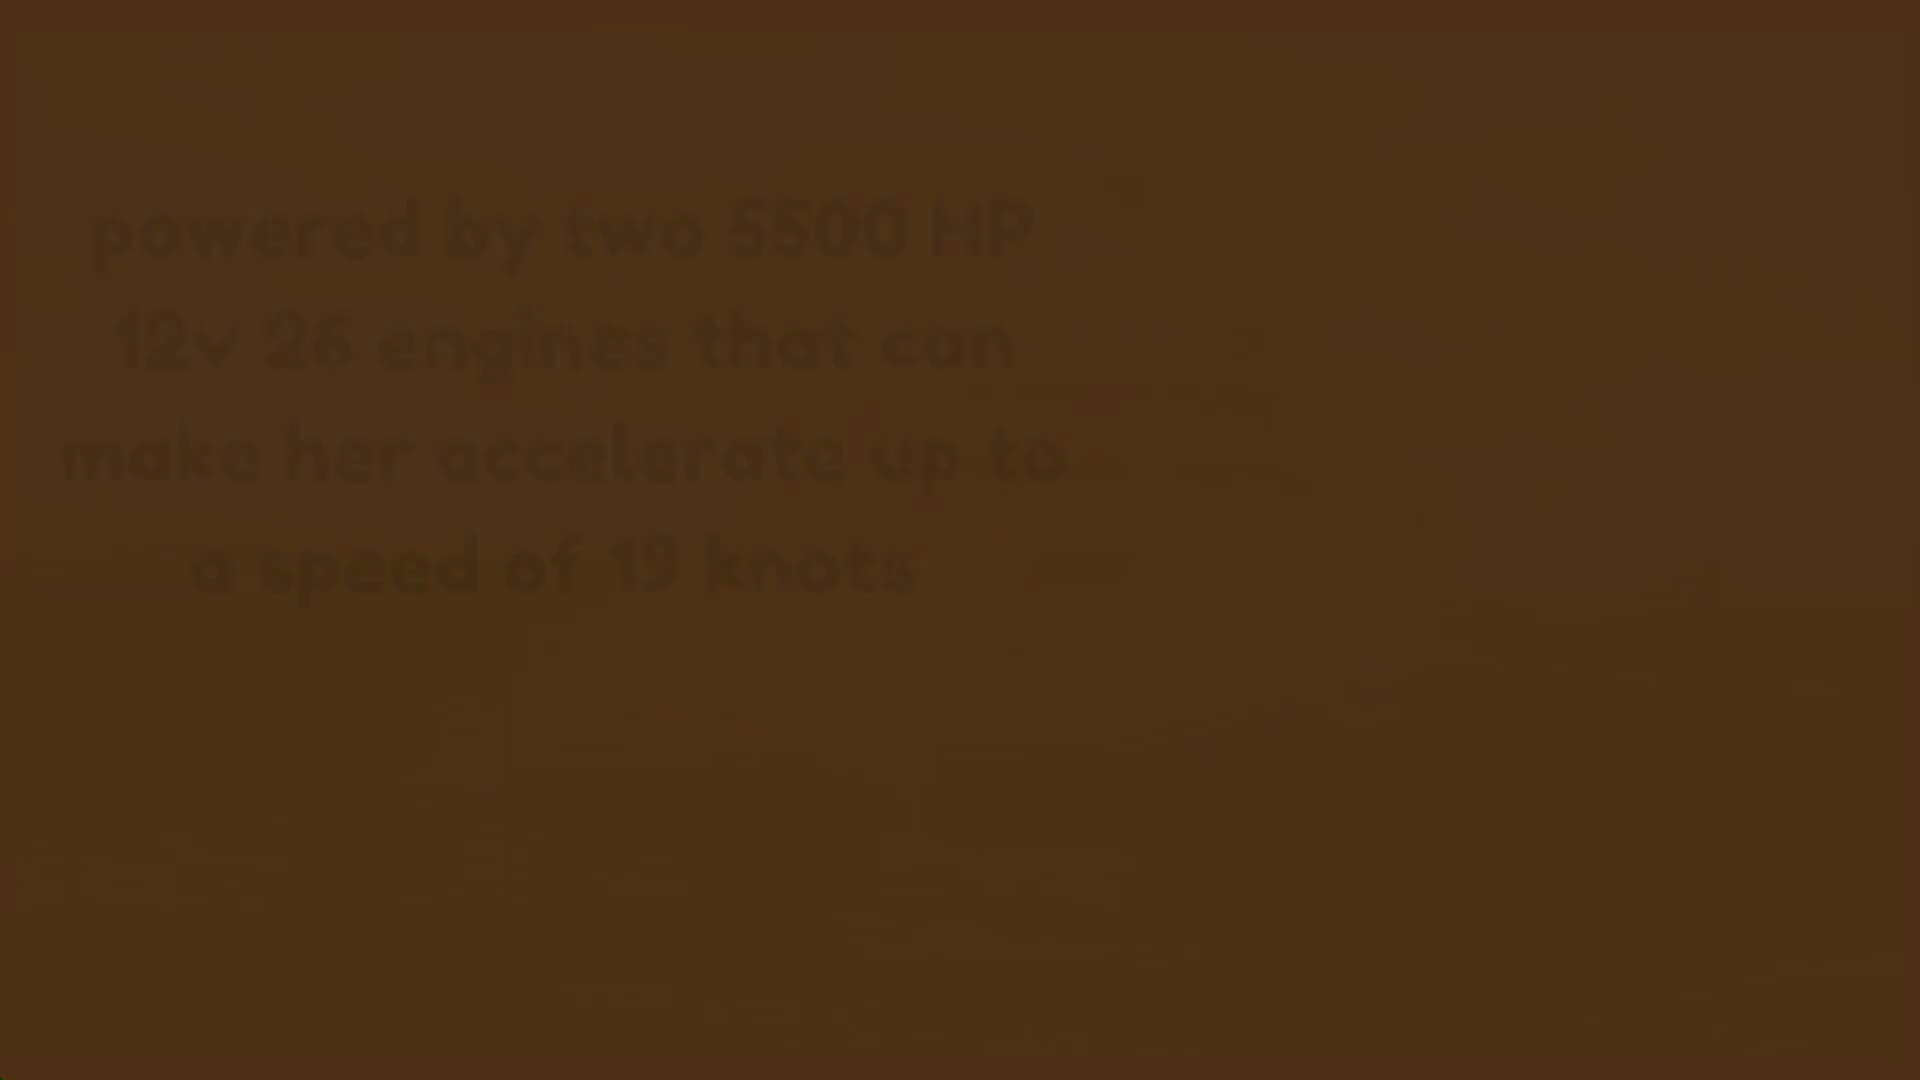 powered by two 5500 HP
12v 26 engines that can
make her accelerate up to
a speed of 19 knots